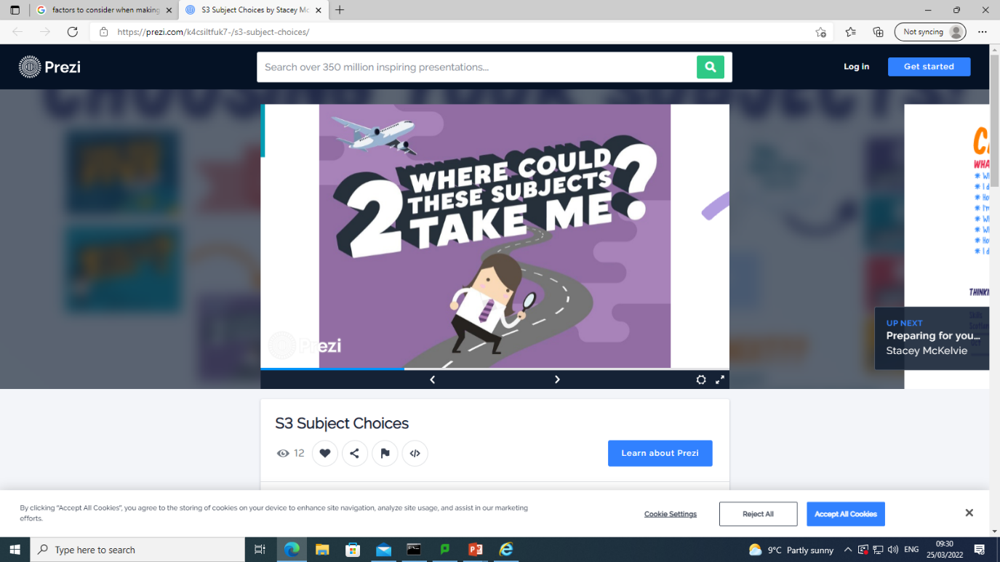 factors to consider when making
S3 Subject Choices by Stacey Mc
https://prezi.com/k4csiltfuk7-/s3-subject-choices/
Not syncing
Prezi
Search over 350 million inspiring presentations...
Log in
Get started
CHOOSING YOUR SUBJECTS!
2 WHERE COULD
THESE SUBJECTS
TAKE ME?
Prezi
UP NEXT
Preparing for you...
Stacey McKelvie
S3 Subject Choices
12
Learn about Prezi
By clicking “Accept All Cookies”, you agree to the storing of cookies on your device to enhance site navigation, analyze site usage, and assist in our marketing
efforts.
Cookie Settings
Reject All
Accept All Cookies
Type here to search
9°C Partly sunny
ENG
09:30
25/03/2022